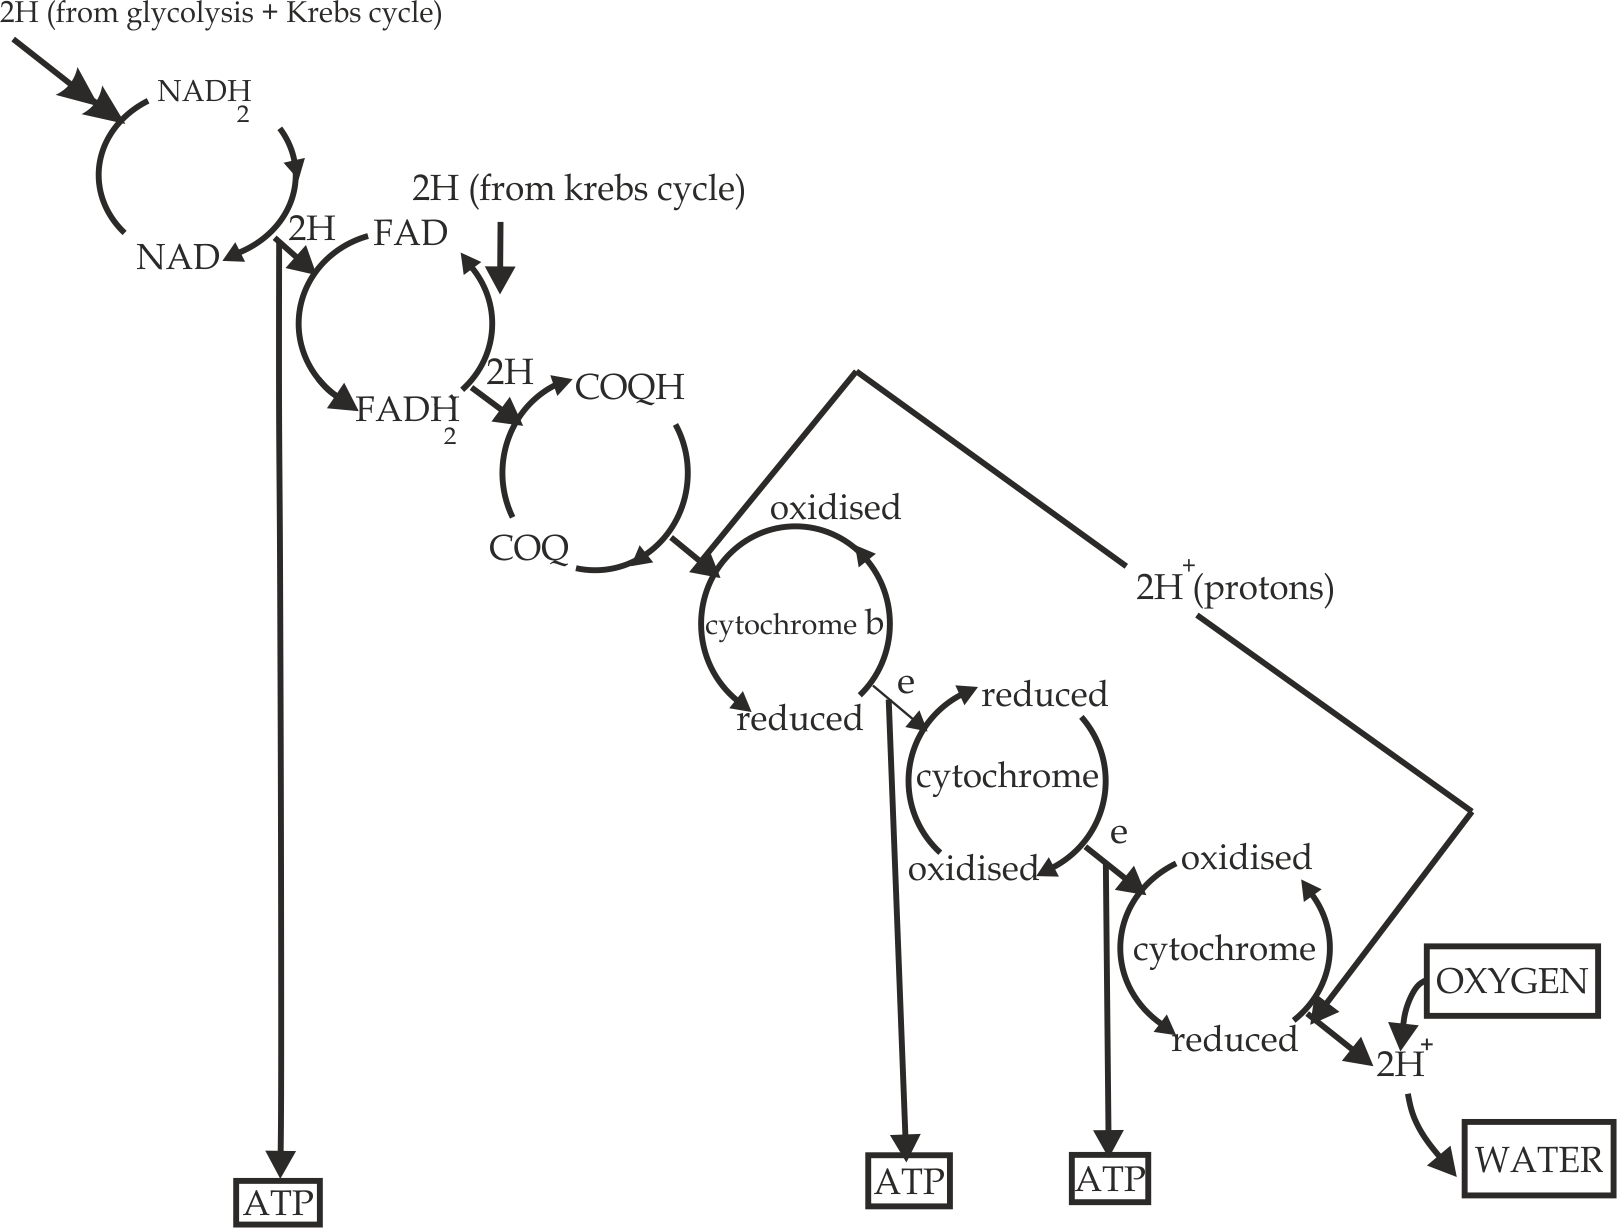 2H (from glycolysis + Krebs cycle)
NADH2
2H (from krebs cycle)
2H
FAD
NAD
2H
COQH
FADH2
oxidised
COQ
2H+(protons)
cytochrome b
e
reduced
reduced
cytochrome
e
oxidised
oxidised
cytochrome
OXYGEN
reduced
2H+
WATER
ATP
ATP
ATP